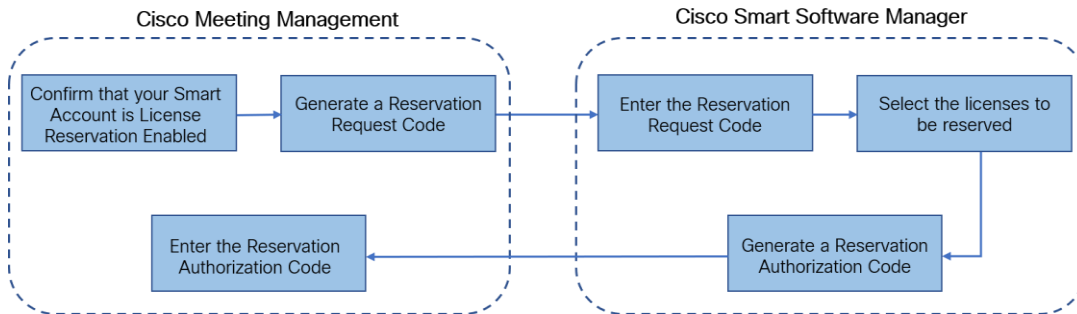 Cisco Meeting Management
Cisco Smart Software Manager
Confirm that your Smart
Account is License
Reservation Enabled
Generate a Reservation
Request Code
Enter the Reservation
Request Code
Select the licenses to
be reserved
Enter the Reservation
Authorization Code
Generate a Reservation
Authorization Code